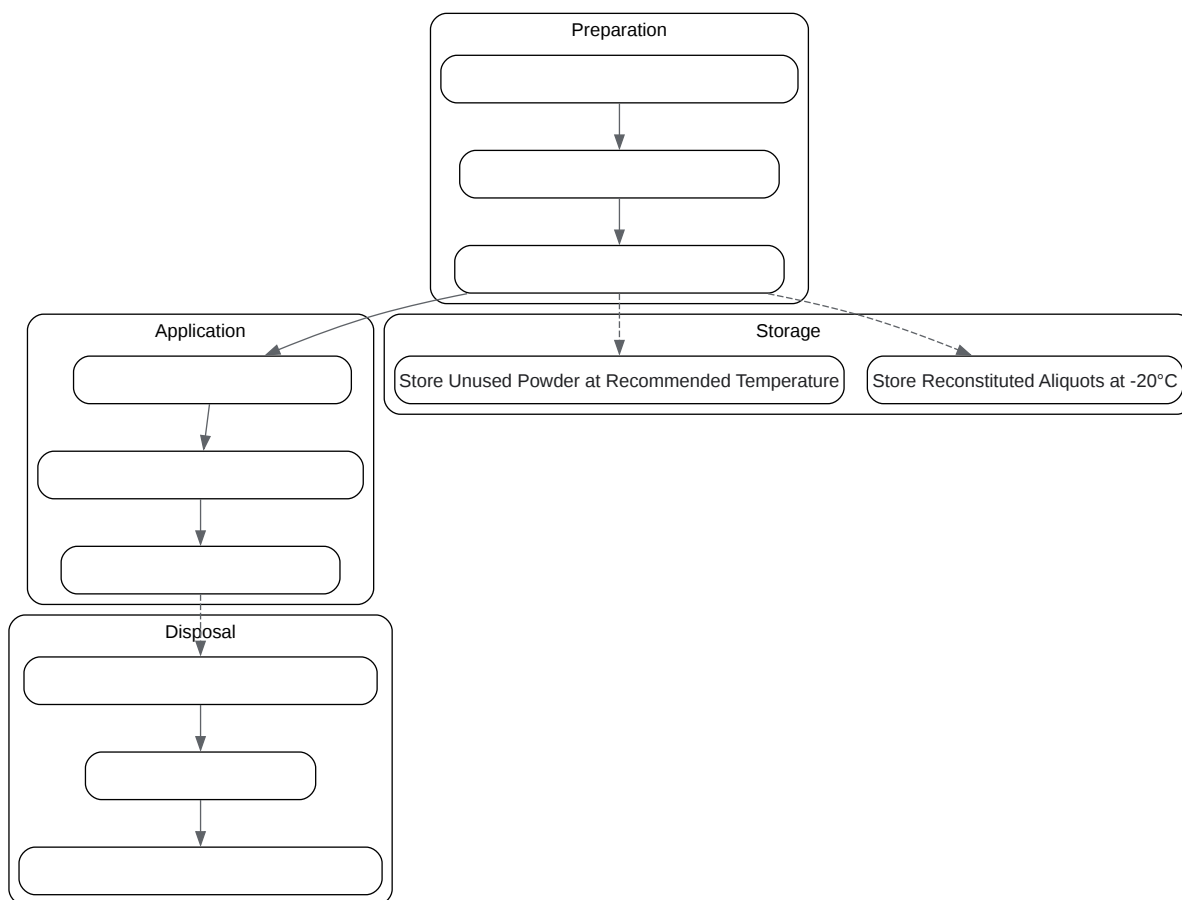 Preparation
Application
Storage
Store Unused Powder at Recommended Temperature
Store Reconstituted Aliquots at -20°C
Disposal